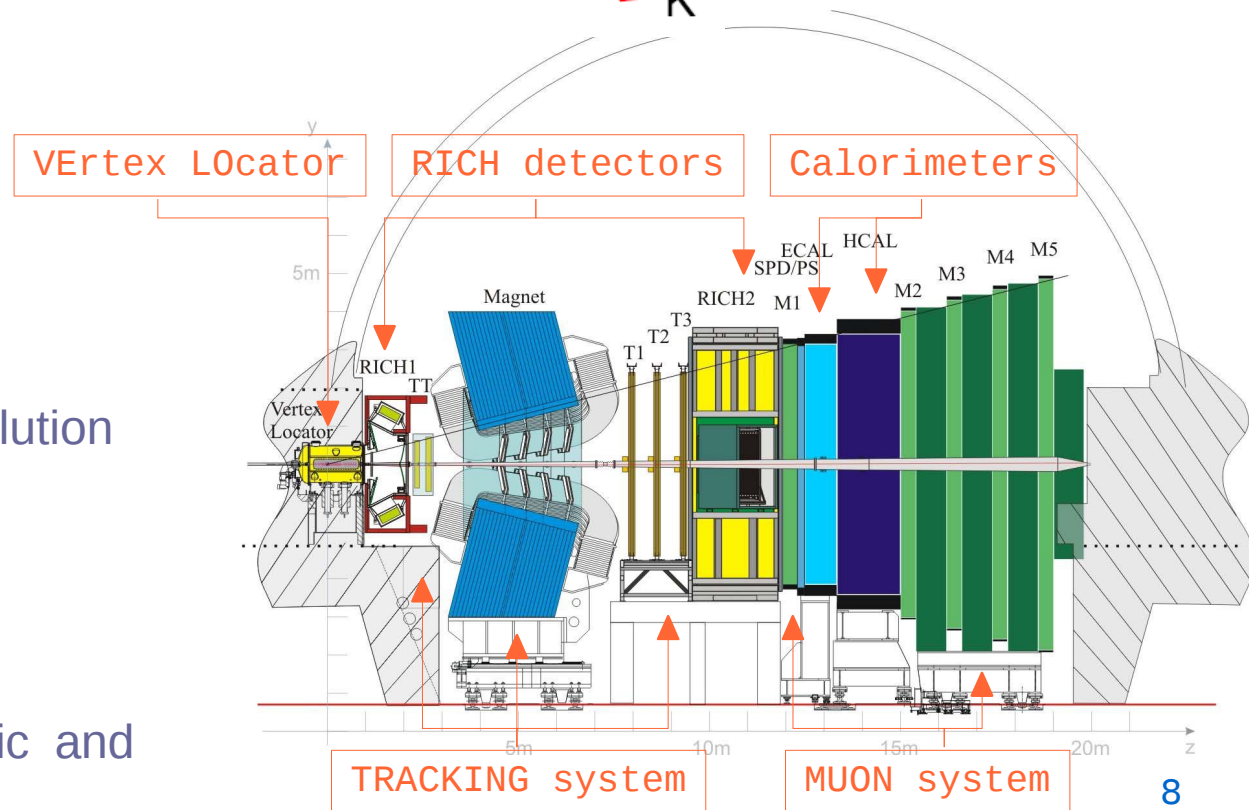 K
y
VErtex LOcator
RICH detectors
Calorimeters
5m
Magnet
ECAL
HCAL
SPD/PS
RICH2
M1
M2
M3
M4
M5
T1
T2
T3
RICH1
TT
Vertex
Locator
lution
5m
10m
15m
20m
z
ic and
TRACKING system
MUON system
8